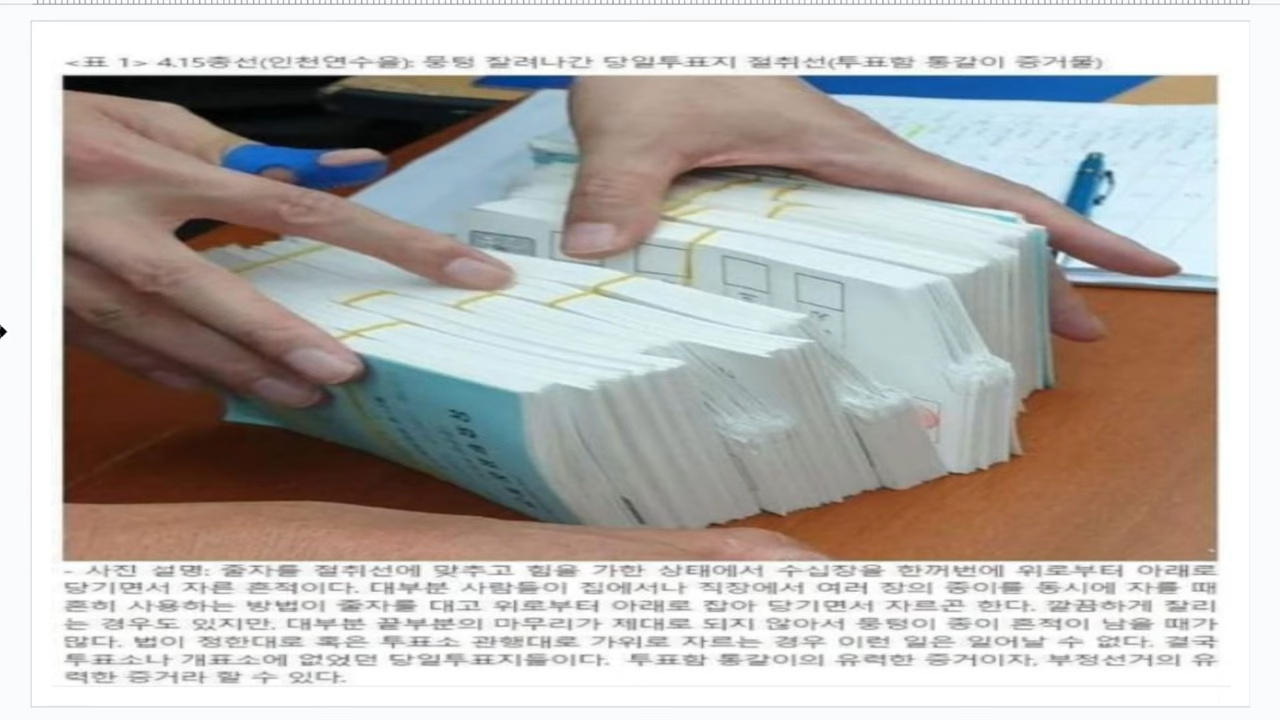 <표 1> 4.15총선(인천연수을): 뭉텅 잘려나간 당일투표지 절취선(투표함 통갈이 증거물)
- 사진 설명: 줄자를 절취선에 맞추고 힘을 가한 상태에서 수십장을 한꺼번에 위로부터 아래로
당기면서 자른 흔적이다. 대부분 사람들이 집에서나 직장에서 여러 장의 종이를 동시에 자를 때
흔히 사용하는 방법이 줄자를 대고 위로부터 아래로 잡아 당기면서 자르곤 한다. 깔끔하게 잘리
는 경우도 있지만, 대부분 끝부분의 마무리가 제대로 되지 않아서 뭉텅이 종이 흔적이 남을 때가
많다. 법이 정한대로 혹은 투표소 관행대로 가위로 자르는 경우 이런 일은 일어날 수 없다. 결국
투표소나 개표소에 없었던 당일투표지들이다. 투표함 통갈이의 유력한 증거이자, 부정선거의 유
력한 증거라 할 수 있다.